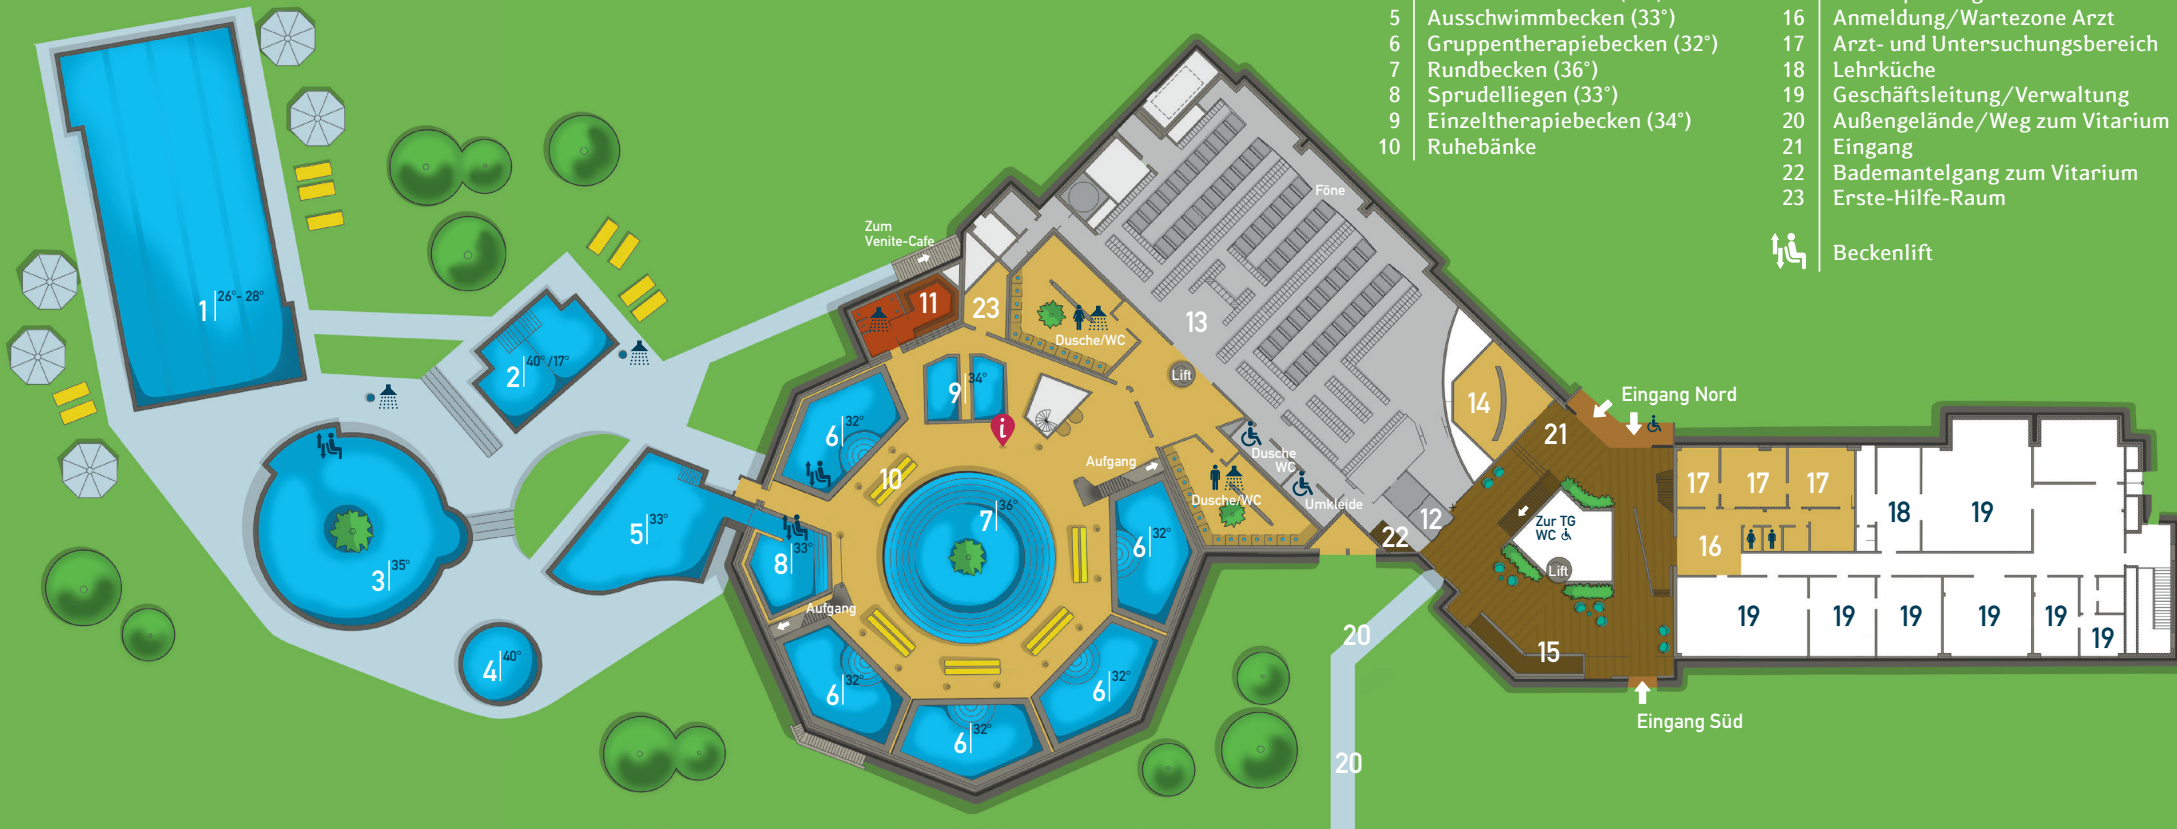 5 Ausschwimmbecken (33°)
6 Gruppentherapiebecken (32°)
7 Rundbecken (36°)
8 Sprudelliegen (33°)
9 Einzeltherapiebecken (34°)
10 Ruhebänke
16 Anmeldung/Wartezone Arzt
17 Arzt- und Untersuchungsbereich
18 Lehrküche
19 Geschäftsleitung/Verwaltung
20 Außengelände/Weg zum Vitarium
21 Eingang
22 Bademantelgang zum Vitarium
23 Erste-Hilfe-Raum
Beckenlift
Föne
Zum
Venite-Cafe
1 26°- 28°
11
23
13
Dusche/WC
2 40°/17°
9 34°
Lift
14
Eingang Nord
6 32°
i
21
Dusche
WC
10
Aufgang
17
17
17
Dusche/WC
Umkleide
7 36°
12
18
19
5 33°
Zur TG
WC
22
16
6 32°
8 33°
Lift
3 35°
Aufgang
19
19
19
19
19
19
20
15
4 40°
6 32°
6 32°
6 32°
Eingang Süd
20